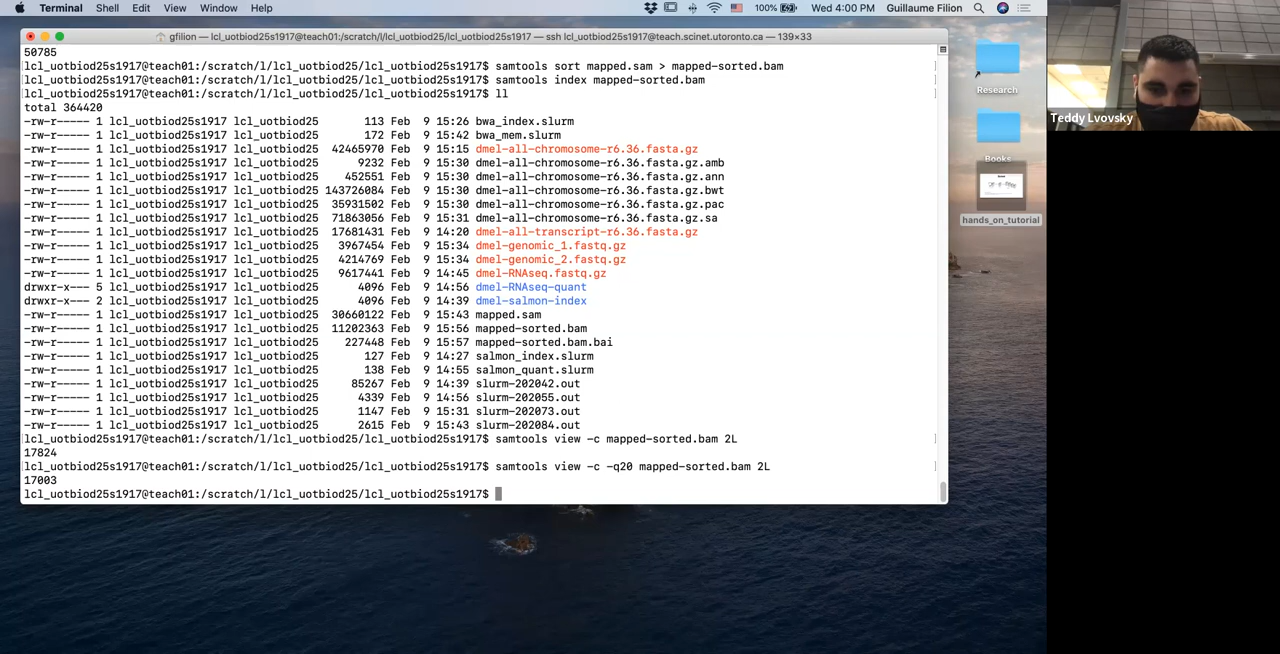 Terminal Shell Edit View Window Help 100% Wed 4:00 PM Guillaume Filion
gfilion — lcl_uotbiod25s1917@teach01:/scratch/l/lcl_uotbiod25/lcl_uotbiod25s1917 — ssh lcl_uotbiod25s1917@teach.scinet.utoronto.ca — 139×33
50785
lcl_uotbiod25s1917@teach01:/scratch/l/lcl_uotbiod25/lcl_uotbiod25s1917$ samtools sort mapped.sam > mapped-sorted.bam
lcl_uotbiod25s1917@teach01:/scratch/l/lcl_uotbiod25/lcl_uotbiod25s1917$ samtools index mapped-sorted.bam
lcl_uotbiod25s1917@teach01:/scratch/l/lcl_uotbiod25/lcl_uotbiod25s1917$ ll
total 364420
-rw-r----- 1 lcl_uotbiod25s1917 lcl_uotbiod25 113 Feb 9 15:26 bwa_index.slurm
-rw-r----- 1 lcl_uotbiod25s1917 lcl_uotbiod25 172 Feb 9 15:42 bwa_mem.slurm
-rw-r----- 1 lcl_uotbiod25s1917 lcl_uotbiod25 42465970 Feb 9 15:15 dmel-all-chromosome-r6.36.fasta.gz
-rw-r----- 1 lcl_uotbiod25s1917 lcl_uotbiod25 9232 Feb 9 15:30 dmel-all-chromosome-r6.36.fasta.gz.amb
-rw-r----- 1 lcl_uotbiod25s1917 lcl_uotbiod25 452551 Feb 9 15:30 dmel-all-chromosome-r6.36.fasta.gz.ann
-rw-r----- 1 lcl_uotbiod25s1917 lcl_uotbiod25 143726084 Feb 9 15:30 dmel-all-chromosome-r6.36.fasta.gz.bwt
-rw-r----- 1 lcl_uotbiod25s1917 lcl_uotbiod25 35931502 Feb 9 15:30 dmel-all-chromosome-r6.36.fasta.gz.pac
-rw-r----- 1 lcl_uotbiod25s1917 lcl_uotbiod25 71863056 Feb 9 15:31 dmel-all-chromosome-r6.36.fasta.gz.sa
-rw-r----- 1 lcl_uotbiod25s1917 lcl_uotbiod25 17681431 Feb 9 14:20 dmel-all-transcript-r6.36.fasta.gz
-rw-r----- 1 lcl_uotbiod25s1917 lcl_uotbiod25 3967454 Feb 9 15:34 dmel-genomic_1.fastq.gz
-rw-r----- 1 lcl_uotbiod25s1917 lcl_uotbiod25 4214769 Feb 9 15:34 dmel-genomic_2.fastq.gz
-rw-r----- 1 lcl_uotbiod25s1917 lcl_uotbiod25 9617441 Feb 9 14:45 dmel-RNAseq.fastq.gz
drwxr-x--- 5 lcl_uotbiod25s1917 lcl_uotbiod25 4096 Feb 9 14:56 dmel-RNAseq-quant
drwxr-x--- 2 lcl_uotbiod25s1917 lcl_uotbiod25 4096 Feb 9 14:39 dmel-salmon-index
-rw-r----- 1 lcl_uotbiod25s1917 lcl_uotbiod25 30660122 Feb 9 15:43 mapped.sam
-rw-r----- 1 lcl_uotbiod25s1917 lcl_uotbiod25 11202363 Feb 9 15:56 mapped-sorted.bam
-rw-r----- 1 lcl_uotbiod25s1917 lcl_uotbiod25 227448 Feb 9 15:57 mapped-sorted.bam.bai
-rw-r----- 1 lcl_uotbiod25s1917 lcl_uotbiod25 127 Feb 9 14:27 salmon_index.slurm
-rw-r----- 1 lcl_uotbiod25s1917 lcl_uotbiod25 138 Feb 9 14:55 salmon_quant.slurm
-rw-r----- 1 lcl_uotbiod25s1917 lcl_uotbiod25 85267 Feb 9 14:39 slurm-202042.out
-rw-r----- 1 lcl_uotbiod25s1917 lcl_uotbiod25 4339 Feb 9 14:56 slurm-202055.out
-rw-r----- 1 lcl_uotbiod25s1917 lcl_uotbiod25 1147 Feb 9 15:31 slurm-202073.out
-rw-r----- 1 lcl_uotbiod25s1917 lcl_uotbiod25 2615 Feb 9 15:43 slurm-202084.out
lcl_uotbiod25s1917@teach01:/scratch/l/lcl_uotbiod25/lcl_uotbiod25s1917$ samtools view -c mapped-sorted.bam 2L
17824
lcl_uotbiod25s1917@teach01:/scratch/l/lcl_uotbiod25/lcl_uotbiod25s1917$ samtools view -c -q20 mapped-sorted.bam 2L
17003
lcl_uotbiod25s1917@teach01:/scratch/l/lcl_uotbiod25/lcl_uotbiod25s1917$
Research
Books
hands_on_tutorial
Teddy Lvovsky